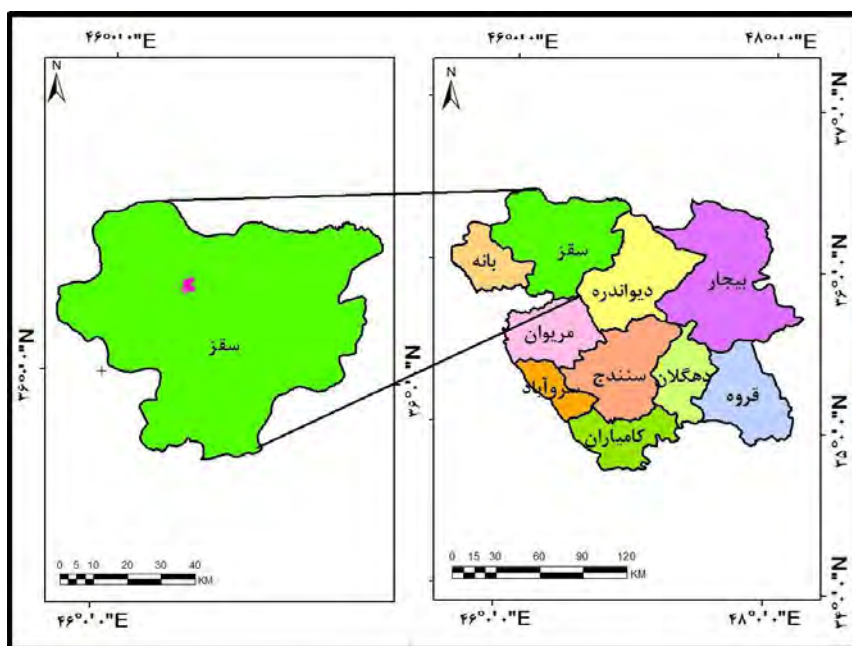 ۴۶°۰'۰"E
۴۶°۰'۰"E
۴۸°۰'۰"E
N
N
۳۷°۰'۰"N
سقز
بانه
دیواندره
بیجار
۳۶°۰'۰"N
سقز
مریوان
۳۶°۰'۰"N
۳۶°۰'۰"N
سنندج
دهگلان
سروآباد
قروه
کامیاران
۳۵°۰'۰"N
0 5 10 20 30 40
KM
0 15 30 60 90 120
KM
۳۴°۰'۰"N
۴۶°۰'۰"E
۴۶°۰'۰"E
۴۸°۰'۰"E